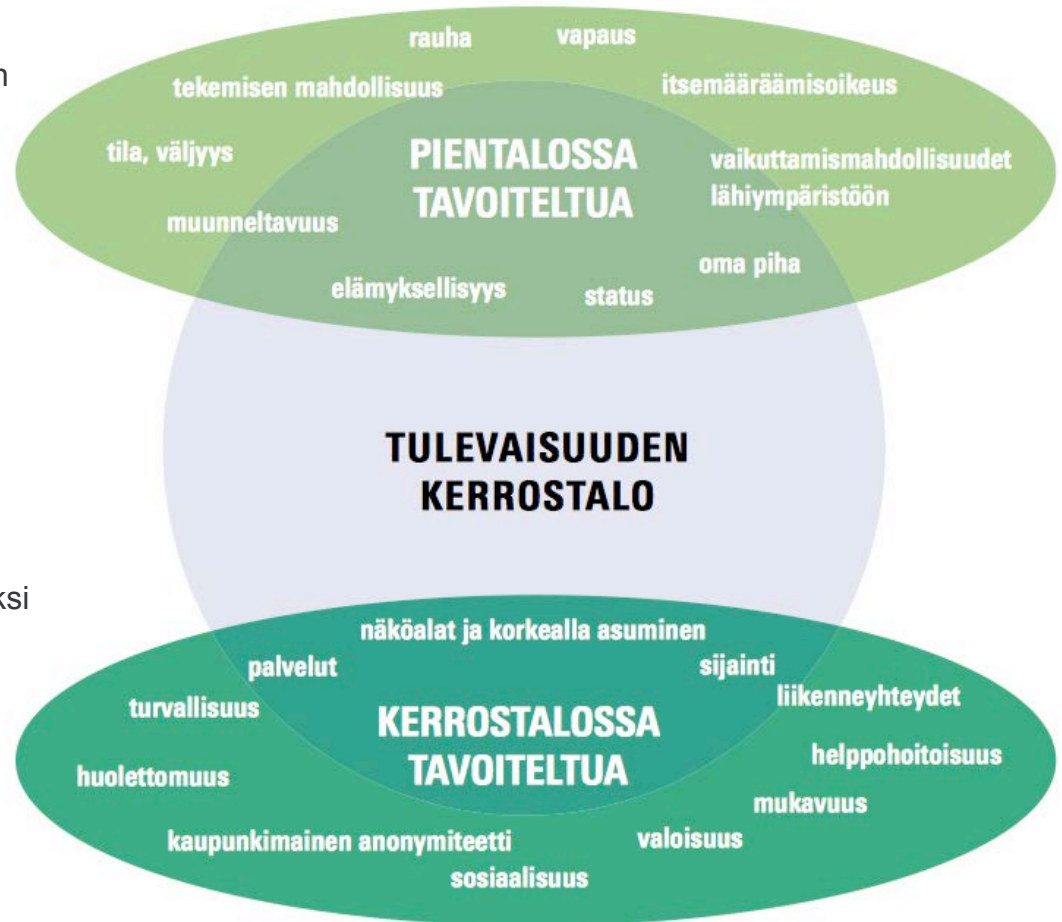 rauha vapaus
n
tekemisen mahdollisuus itsemääräämisoikeus
tila, väljyys
PIENTALOSSA
TAVOITELTUA
vaikuttamismahdollisuudet
lähiympäristöön
muunneltavuus
oma piha
elämyksellisyys status
TULEVAISUUDEN
KERROSTALO
ksi
näköalat ja korkealla asuminen
palvelut sijainti
turvallisuus liikenneyhteydet
KERROSTALOSSA
TAVOITELTUA
helppohoitoisuus
huolettomuus
mukavuus
kaupunkimainen anonymiteetti valoisuus
sosiaalisuus